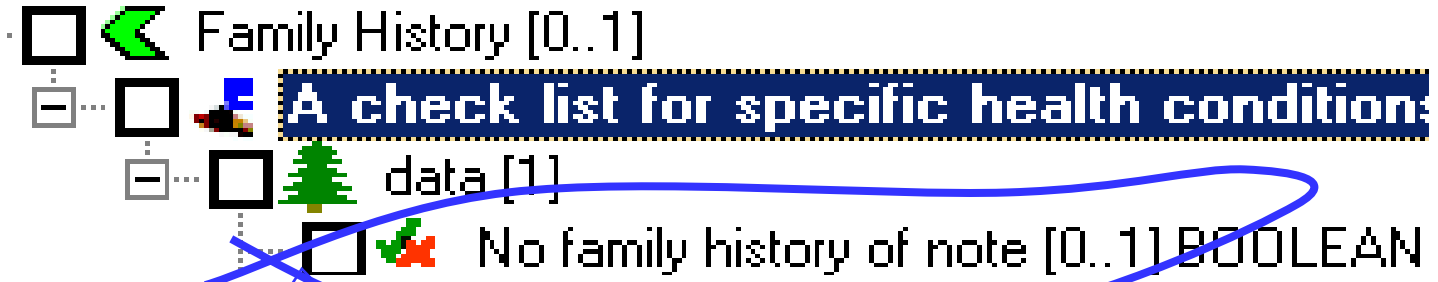 Family History [0..1]
A check list for specific health conditions
data [1]
No family history of note [0..1] BOOLEAN